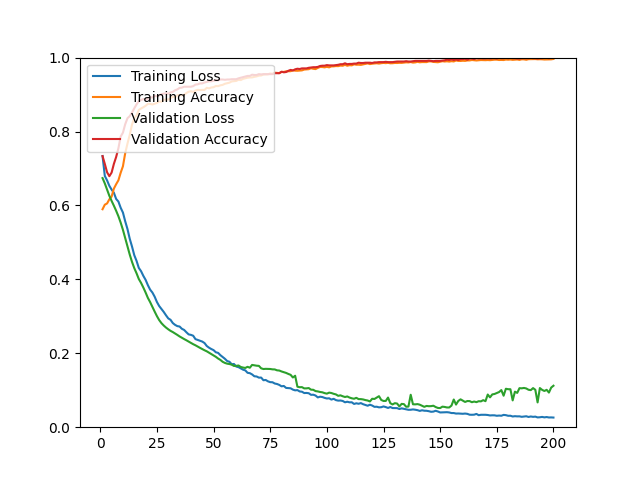 1.0
0.8
0.6
0.4
0.2
0.0
Training Loss
Training Accuracy
Validation Loss
Validation Accuracy
0 25 50 75 100 125 150 175 200